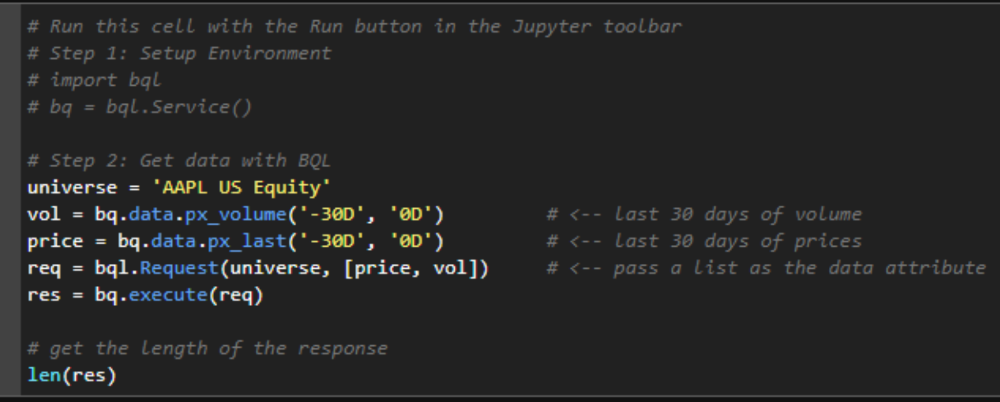 # Run this cell with the Run button in the Jupyter toolbar
# Step 1: Setup Environment
# import bql
# bq = bql.Service()
# Step 2: Get data with BQL
universe = 'AAPL US Equity'
vol = bq.data.px_volume('-30D', '0D')         # <-- last 30 days of volume
price = bq.data.px_last('-30D', '0D')         # <-- last 30 days of prices
req = bql.Request(universe, [price, vol])     # <-- pass a list as the data attribute
res = bq.execute(req)
# get the length of the response
len(res)